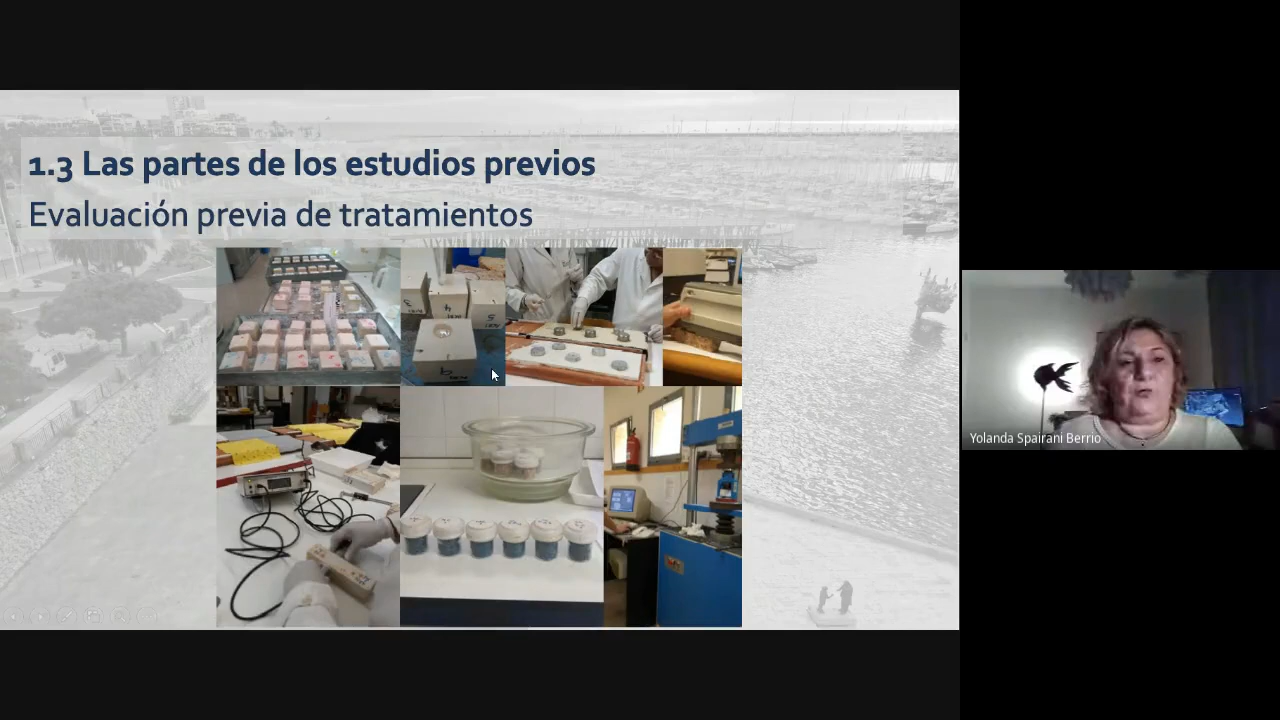 1.3 Las partes de los estudios previos
Evaluación previa de tratamientos
Yolanda Spairani Berrio